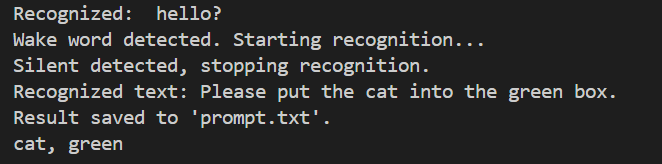 Recognized:  hello?
Wake word detected. Starting recognition...
Silent detected, stopping recognition.
Recognized text: Please put the cat into the green box.
Result saved to 'prompt.txt'.
cat, green